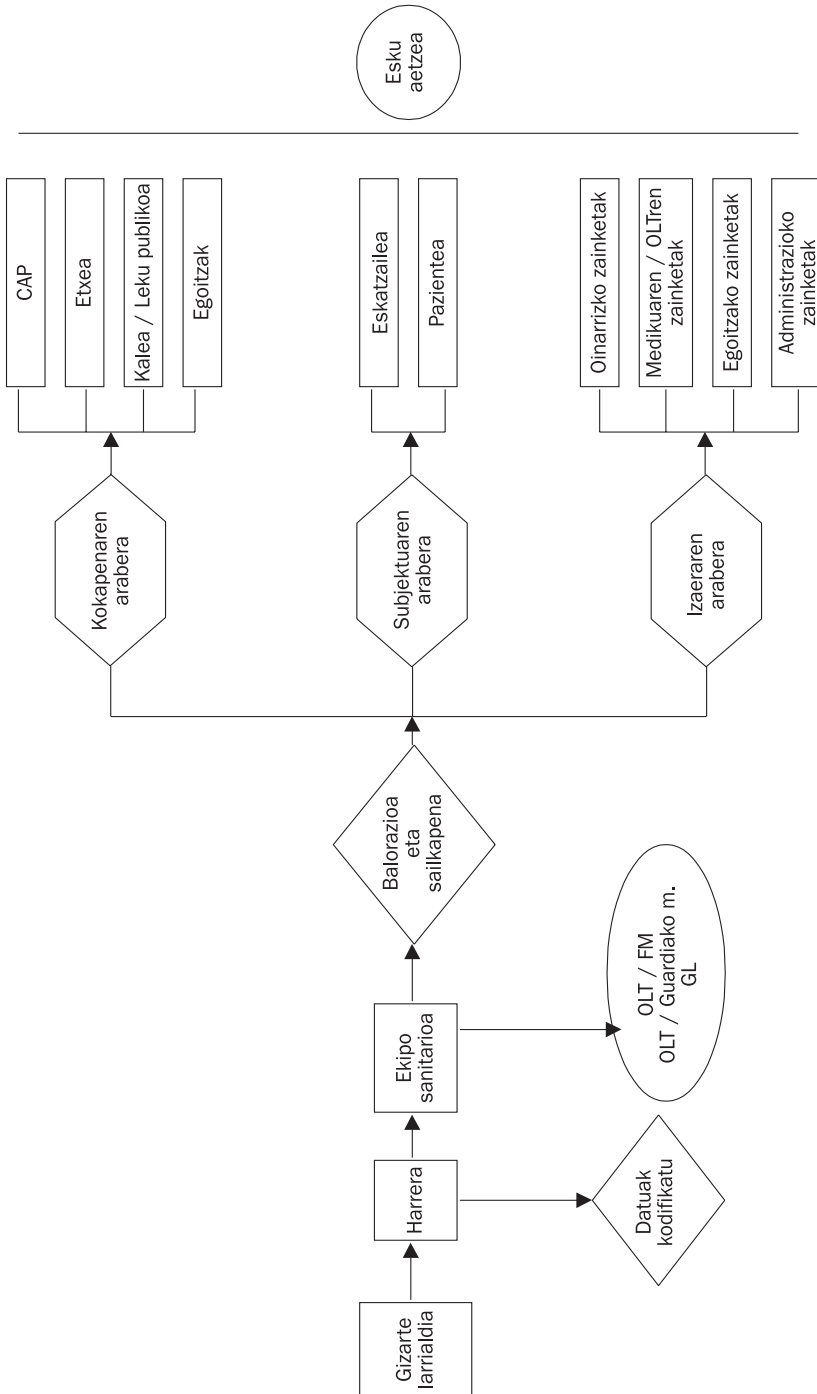 Gizarte
larrialdia
Harrera
Datuak
kodifikatu
Ekipo
sanitarioa
OLT / FM
OLT / Guardiako m.
GL
Balorazioa
eta
sailkapena
Kokapenaren
arabera
CAP
Etxea
Kalea / Leku publikoa
Egoitzak
Subjektuaren
arabera
Eskatzailea
Pazientea
Izaeraren
arabera
Oinarrizko zainketak
Medikuaren / OLTren
zainketak
Egoitzako zainketak
Administrazioko
zainketak
Esku
aetzea